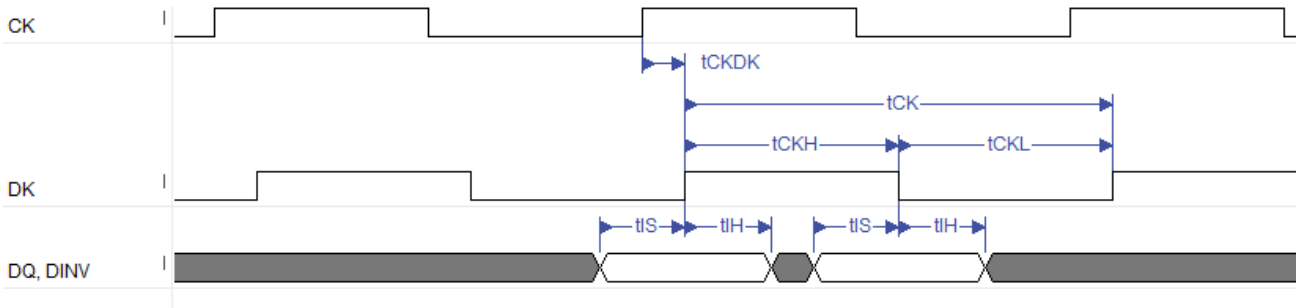 CK
tCKDK
tCK
tCKH tCKL
DK
tIS tIH tIS tIH
DQ, DINV